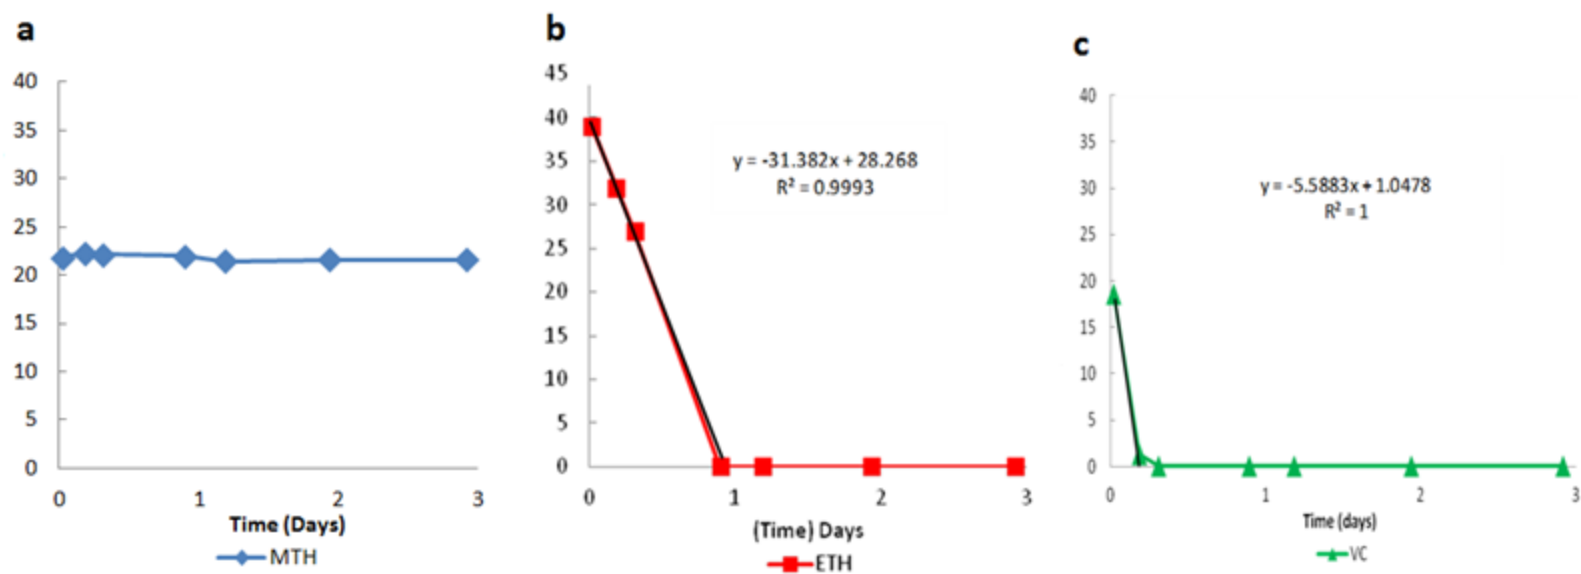 a
40
35
30
25
20
15
10
5
0
0 1 2 3
Time (Days)
MTH
b
45
40
35
30
25
20
15
10
5
0
y = -31.382x + 28.268
R² = 0.9993
0 1 2 3
(Time) Days
ETH
c
40
35
30
25
20
15
10
5
0
y = -5.5883x + 1.0478
R² = 1
0 1 2 3
Time (days)
VC